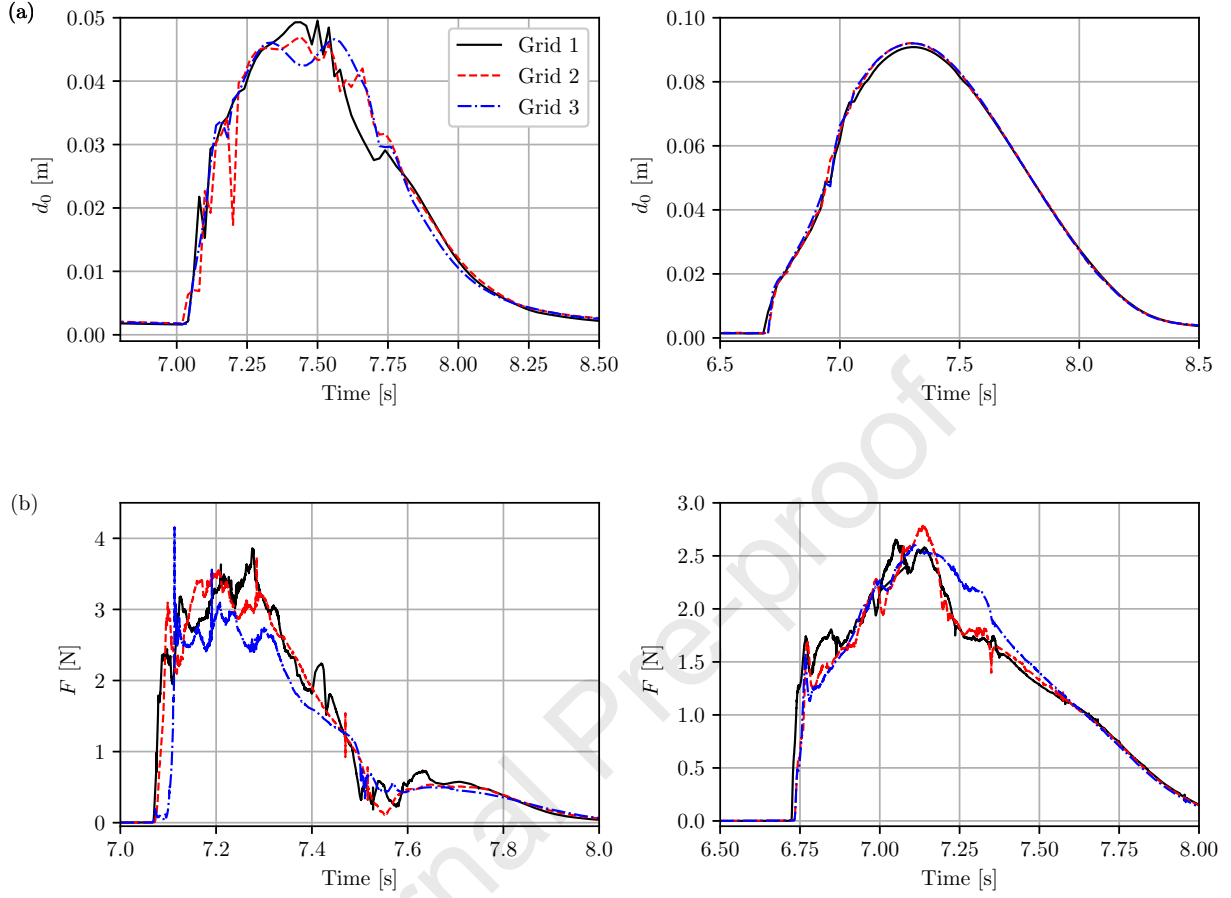 (a)
0.05
0.04
0.03
0.02
0.01
0.00
d₀ [m]
7.00 7.25 7.50 7.75 8.00 8.25 8.50
Time [s]
Grid 1
Grid 2
Grid 3
0.10
0.08
0.06
0.04
0.02
0.00
d₀ [m]
6.5 7.0 7.5 8.0 8.5
Time [s]
(b)
4
3
2
1
0
F [N]
7.0 7.2 7.4 7.6 7.8 8.0
Time [s]
3.0
2.5
2.0
1.5
1.0
0.5
0.0
F [N]
6.50 6.75 7.00 7.25 7.50 7.75 8.00
Time [s]
rnal Pre-proof